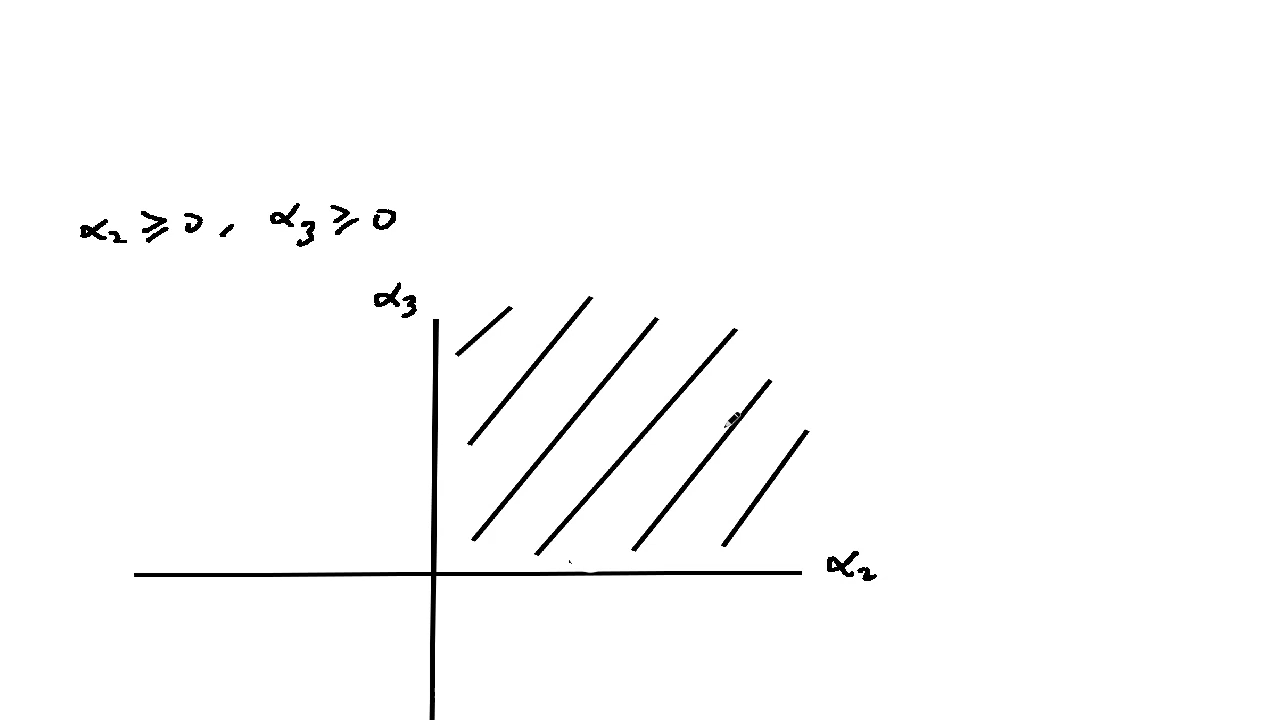 α₂ ⩾ 0, α₃ ⩾ 0
α₃
α₂